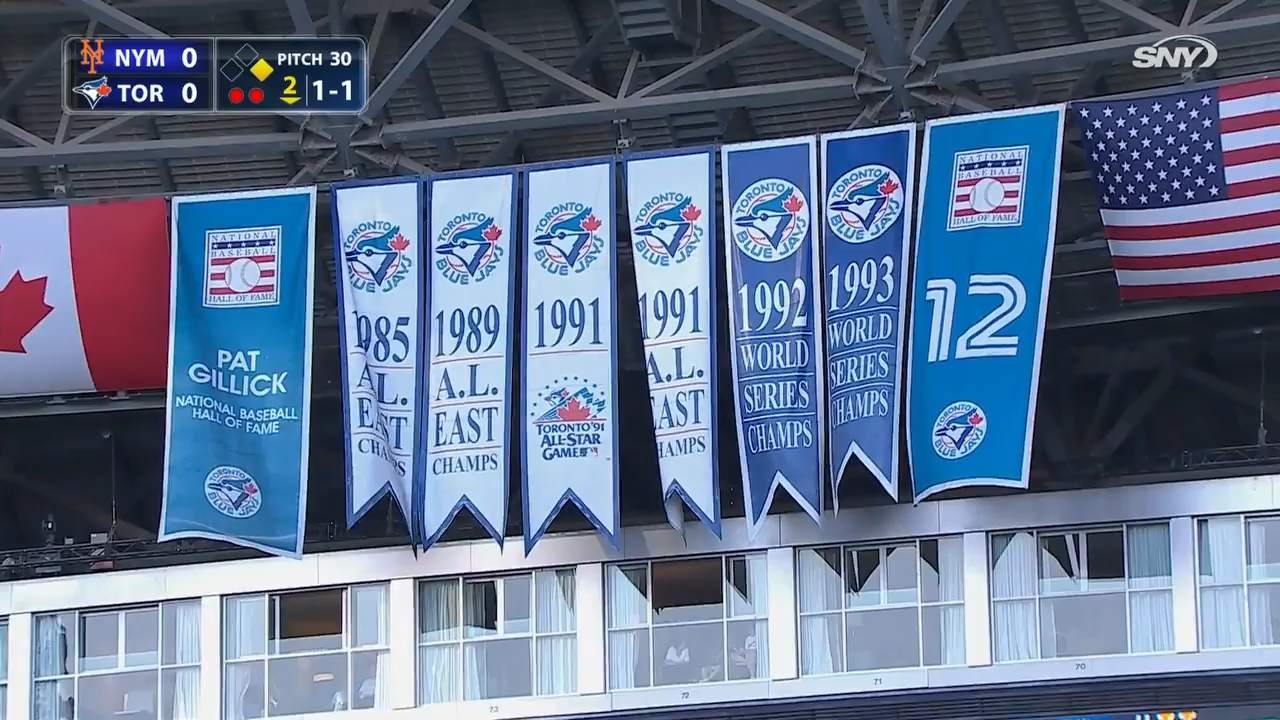 NYM 0
TOR 0
PITCH 30
2 1-1
SNY
NATIONAL
BASEBALL
HALL OF FAME
PAT
GILLICK
NATIONAL BASEBALL
HALL OF FAME
TORONTO
BLUE JAYS
TORONTO
BLUE JAYS
1985
A.L.
EAST
CHAMPS
TORONTO
BLUE JAYS
1989
A.L.
EAST
CHAMPS
TORONTO
BLUE JAYS
1991
TORONTO '91
ALL-STAR
GAME
TORONTO
BLUE JAYS
1991
A.L.
EAST
CHAMPS
TORONTO
BLUE JAYS
1992
WORLD
SERIES
CHAMPS
TORONTO
BLUE JAYS
1993
WORLD
SERIES
CHAMPS
NATIONAL
BASEBALL
HALL OF FAME
12
TORONTO
BLUE JAYS
73
72
71
70